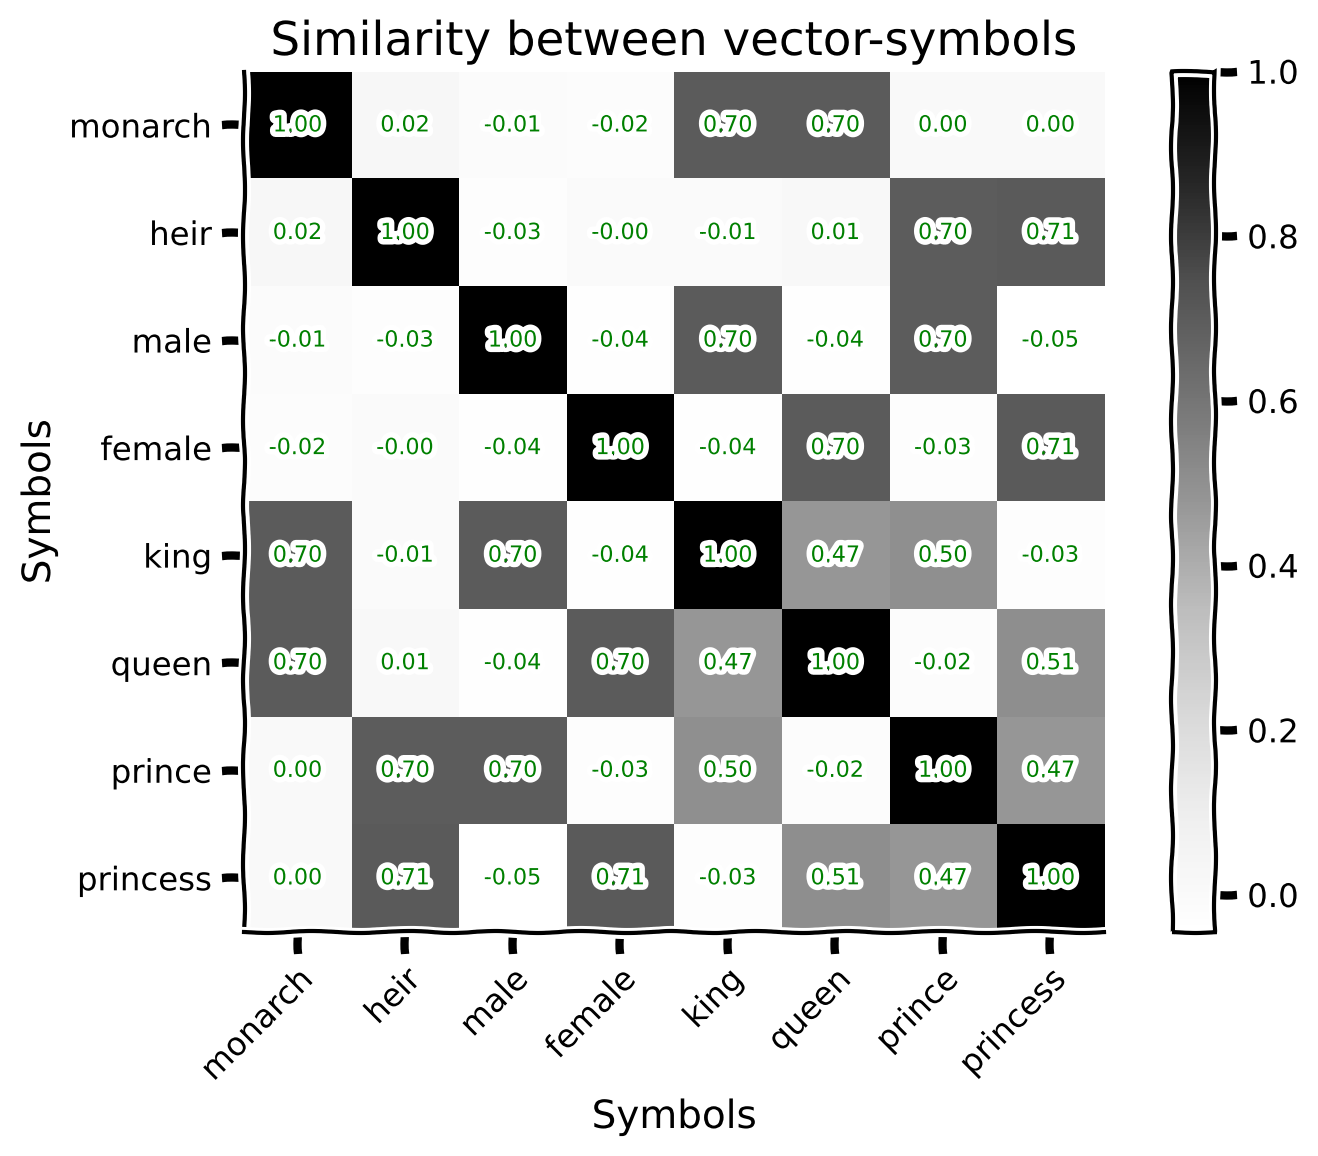 Similarity between vector-symbols
monarch 1.00 0.02 -0.01 -0.02 0.70 0.70 0.00 0.00
heir 0.02 1.00 -0.03 -0.00 -0.01 0.01 0.70 0.71
male -0.01 -0.03 1.00 -0.04 0.70 -0.04 0.70 -0.05
female -0.02 -0.00 -0.04 1.00 -0.04 0.70 -0.03 0.71
king 0.70 -0.01 0.70 -0.04 1.00 0.47 0.50 -0.03
queen 0.70 0.01 -0.04 0.70 0.47 1.00 -0.02 0.51
prince 0.00 0.70 0.70 -0.03 0.50 -0.02 1.00 0.47
princess 0.00 0.71 -0.05 0.71 -0.03 0.51 0.47 1.00
Symbols
monarch heir male female king queen prince princess
Symbols
1.0
0.8
0.6
0.4
0.2
0.0